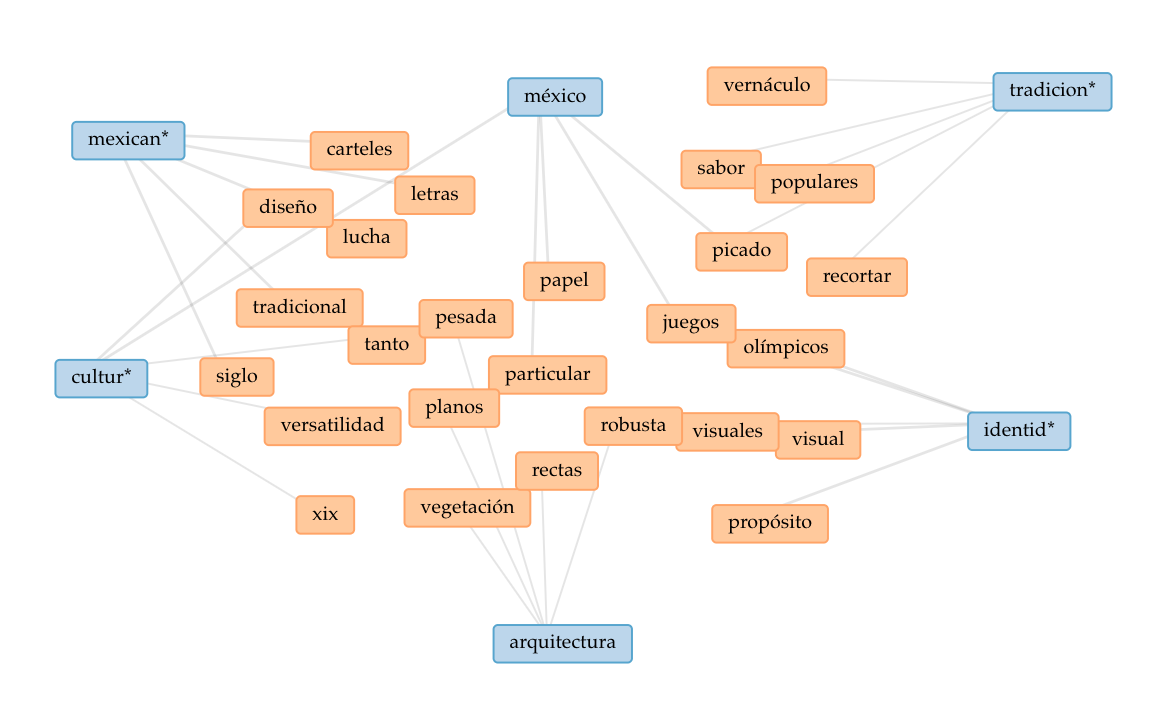 vernáculo
tradicion*
méxico
mexican*
carteles
sabor
populares
letras
diseño
lucha
picado
recortar
papel
tradicional
pesada
juegos
tanto
olímpicos
cultur*
siglo
particular
planos
versatilidad
robusta
visuales
visual
identid*
rectas
vegetación
xix
propósito
arquitectura